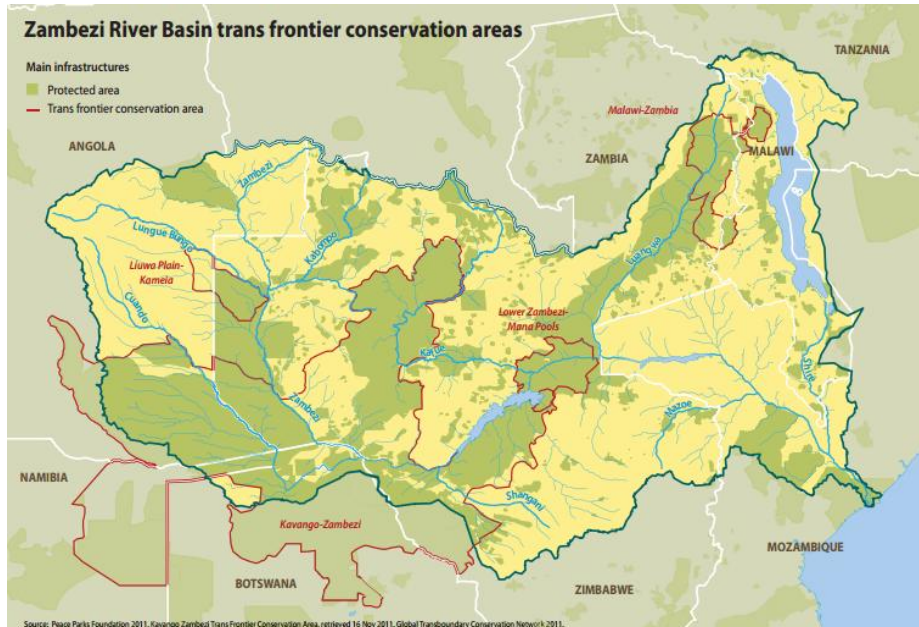 Zambezi River Basin trans frontier conservation areas
Main infrastructures
Protected area
Trans frontier conservation area
TANZANIA
Malawi-Zambia
ANGOLA
ZAMBIA
MALAWI
Zambezi
Lungue Bungo
Kabompo
Luangwa
Liuwa Plain-
Kameia
Cuando
Lower Zambezi-
Mana Pools
Kafue
Shire
Zambezi
Mazoe
NAMIBIA
Shangani
Kavango-Zambezi
MOZAMBIQUE
BOTSWANA
ZIMBABWE
Source: Peace Parks Foundation 2011, Kavango Zambezi Trans Frontier Conservation Area, retrieved 16 Nov 2011, Global Transboundary Conservation Network 2011.